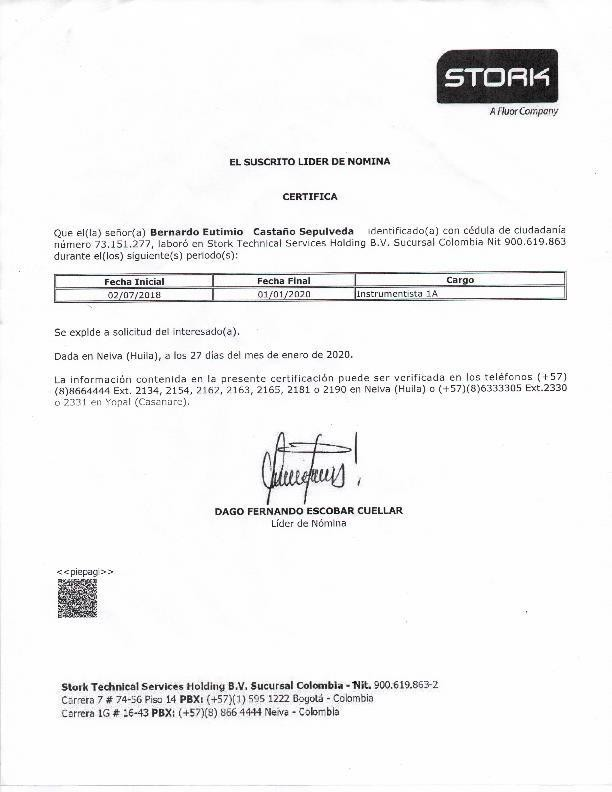 STORK
A Fluor Company
EL SUSCRITO LIDER DE NOMINA
CERTIFICA
Que el(la) señor(a) Bernardo Eutimio Castaño Sepulveda identificado(a) con cédula de ciudadanía
número 73.151.277, laboró en Stork Technical Services Holding B.V. Sucursal Colombia Nit 900.619.863
durante el(los) siguiente(s) periodo(s):
Fecha Inicial Fecha Final Cargo
02/07/2018 01/01/2020 Instrumentista 1A
Se expide a solicitud del interesado(a).
Dada en Neiva (Huila), a los 27 días del mes de enero de 2020.
La información contenida en la presente certificación puede ser verificada en los teléfonos (+57)
(8)8664444 Ext. 2134, 2154, 2162, 2163, 2165, 2181 o 2190 en Neiva (Huila) o (+57)(8)6333305 Ext.2330
o 2331 en Yopal (Casanare).
DAGO FERNANDO ESCOBAR CUELLAR
Líder de Nómina
<<piepagi>>
Stork Technical Services Holding B.V. Sucursal Colombia - Nit. 900.619.863-2
Carrera 7 # 74-56 Piso 14 PBX: (+57)(1) 595 1222 Bogotá - Colombia
Carrera 1G # 16-43 PBX: (+57)(8) 866 4444 Neiva - Colombia